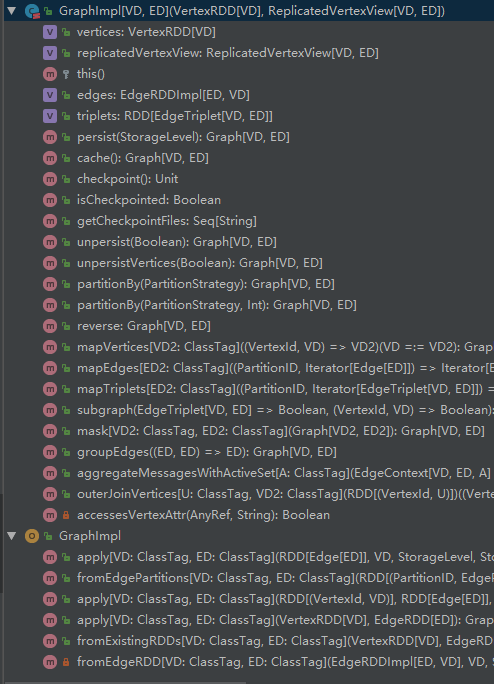 GraphImpl[VD, ED](VertexRDD[VD], ReplicatedVertexView[VD, ED])
vertices: VertexRDD[VD]
replicatedVertexView: ReplicatedVertexView[VD, ED]
this()
edges: EdgeRDDImpl[ED, VD]
triplets: RDD[EdgeTriplet[VD, ED]]
persist(StorageLevel): Graph[VD, ED]
cache(): Graph[VD, ED]
checkpoint(): Unit
isCheckpointed: Boolean
getCheckpointFiles: Seq[String]
unpersist(Boolean): Graph[VD, ED]
unpersistVertices(Boolean): Graph[VD, ED]
partitionBy(PartitionStrategy): Graph[VD, ED]
partitionBy(PartitionStrategy, Int): Graph[VD, ED]
reverse: Graph[VD, ED]
mapVertices[VD2: ClassTag]((VertexId, VD) => VD2)(VD =:= VD2): Grap
mapEdges[ED2: ClassTag]((PartitionID, Iterator[Edge[ED]]) => Iterator[E
mapTriplets[ED2: ClassTag]((PartitionID, Iterator[EdgeTriplet[VD, ED]]) =
subgraph(EdgeTriplet[VD, ED] => Boolean, (VertexId, VD) => Boolean):
mask[VD2: ClassTag, ED2: ClassTag](Graph[VD2, ED2]): Graph[VD, ED]
groupEdges((ED, ED) => ED): Graph[VD, ED]
aggregateMessagesWithActiveSet[A: ClassTag](EdgeContext[VD, ED, A]
outerJoinVertices[U: ClassTag, VD2: ClassTag](RDD[(VertexId, U)])((Verte
accessesVertexAttr(AnyRef, String): Boolean
GraphImpl
apply[VD: ClassTag, ED: ClassTag](RDD[Edge[ED]], VD, StorageLevel, Sto
fromEdgePartitions[VD: ClassTag, ED: ClassTag](RDD[(PartitionID, EdgeP
apply[VD: ClassTag, ED: ClassTag](RDD[(VertexId, VD)], RDD[Edge[ED]],
apply[VD: ClassTag, ED: ClassTag](VertexRDD[VD], EdgeRDD[ED]): Grap
fromExistingRDDs[VD: ClassTag, ED: ClassTag](VertexRDD[VD], EdgeRD
fromEdgeRDD[VD: ClassTag, ED: ClassTag](EdgeRDDImpl[ED, VD], VD, S